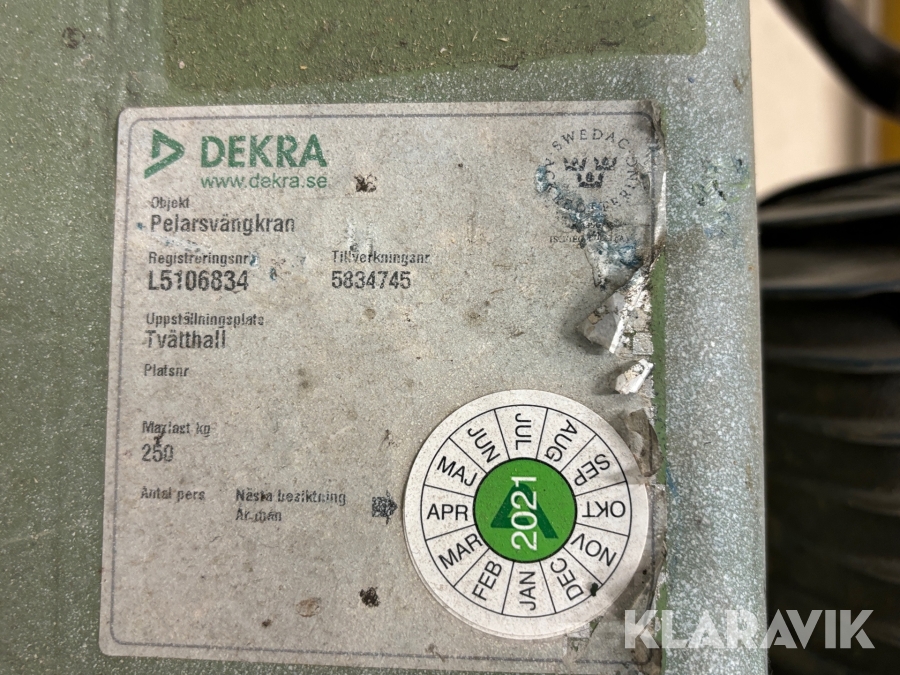 DEKRA
www.dekra.se
SWEDAC
Objekt
Pelarsvängkran
Registreringsnr Tillverkningsnr
L5106834 5834745
Uppställningsplats
Tvätthall
Platsnr
Maxlast kg
250
Antal pers Nästa besiktning
År mån
JAN FEB MAR APR MAJ JUN JUL AUG SEP OKT NOV DEC
2021
KLARAVIK